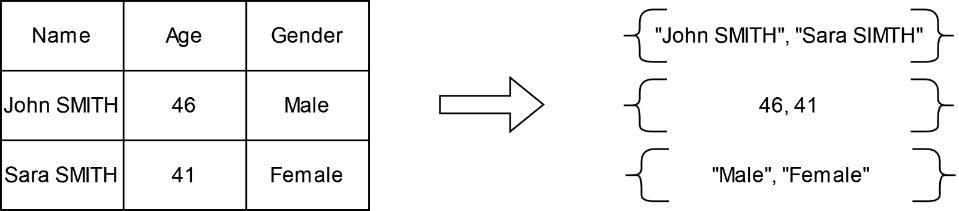 Name Age Gender
John SMITH 46 Male
Sara SMITH 41 Female
"John SMITH", "Sara SIMTH"
46, 41
"Male", "Female"